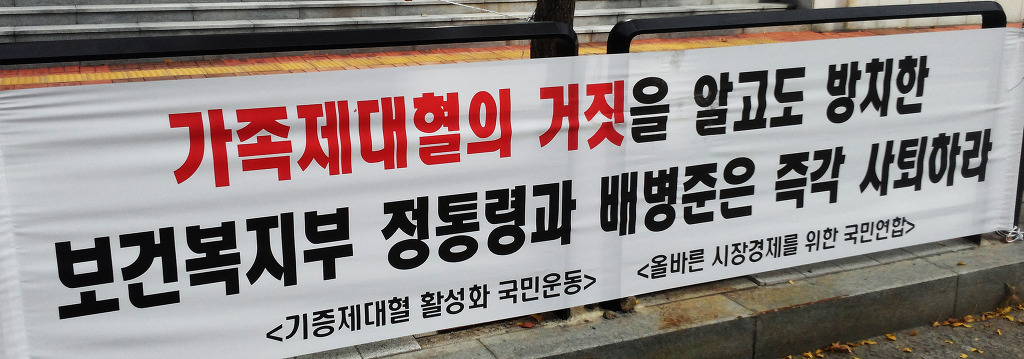 가족제대혈의 거짓을 알고도 방치한
보건복지부 정통령과 배병준은 즉각 사퇴하라
<기증제대혈 활성화 국민운동>
<올바른 시장경제를 위한 국민연합>